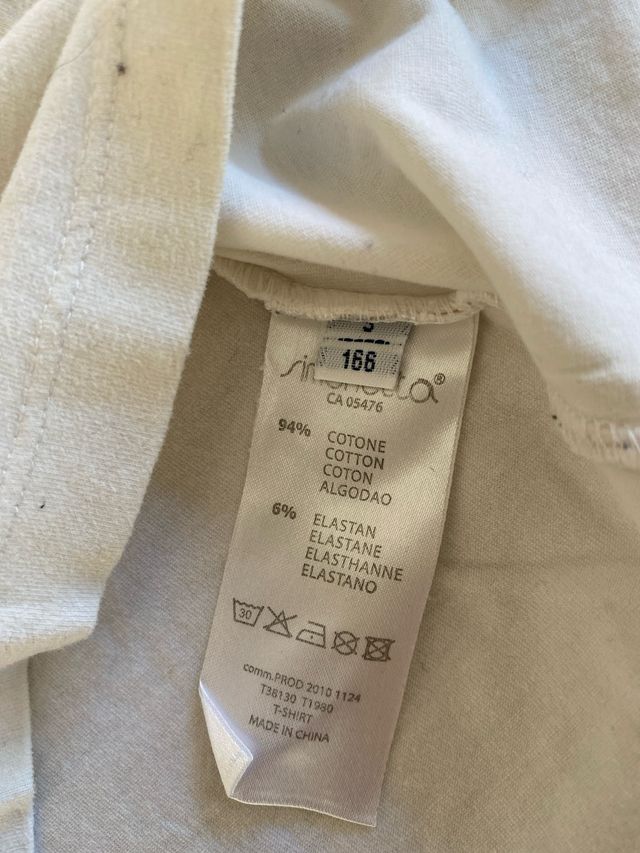 166
simonetta®
CA 05476
94% COTONE
COTTON
COTON
ALGODAO
6% ELASTAN
ELASTANE
ELASTHANNE
ELASTANO
30
comm.PROD 2010 1124
T38130 T1980
T-SHIRT
MADE IN CHINA